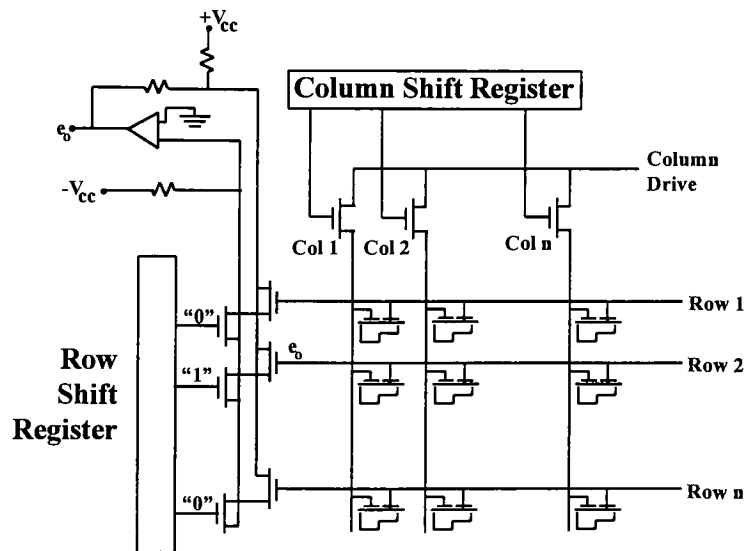 +Vcc
Column Shift Register
eo
-Vcc
Column
Drive
Col 1
Col 2
Col n
"0"
Row 1
Row
Shift
Register
eo
"1"
Row 2
"0"
Row n